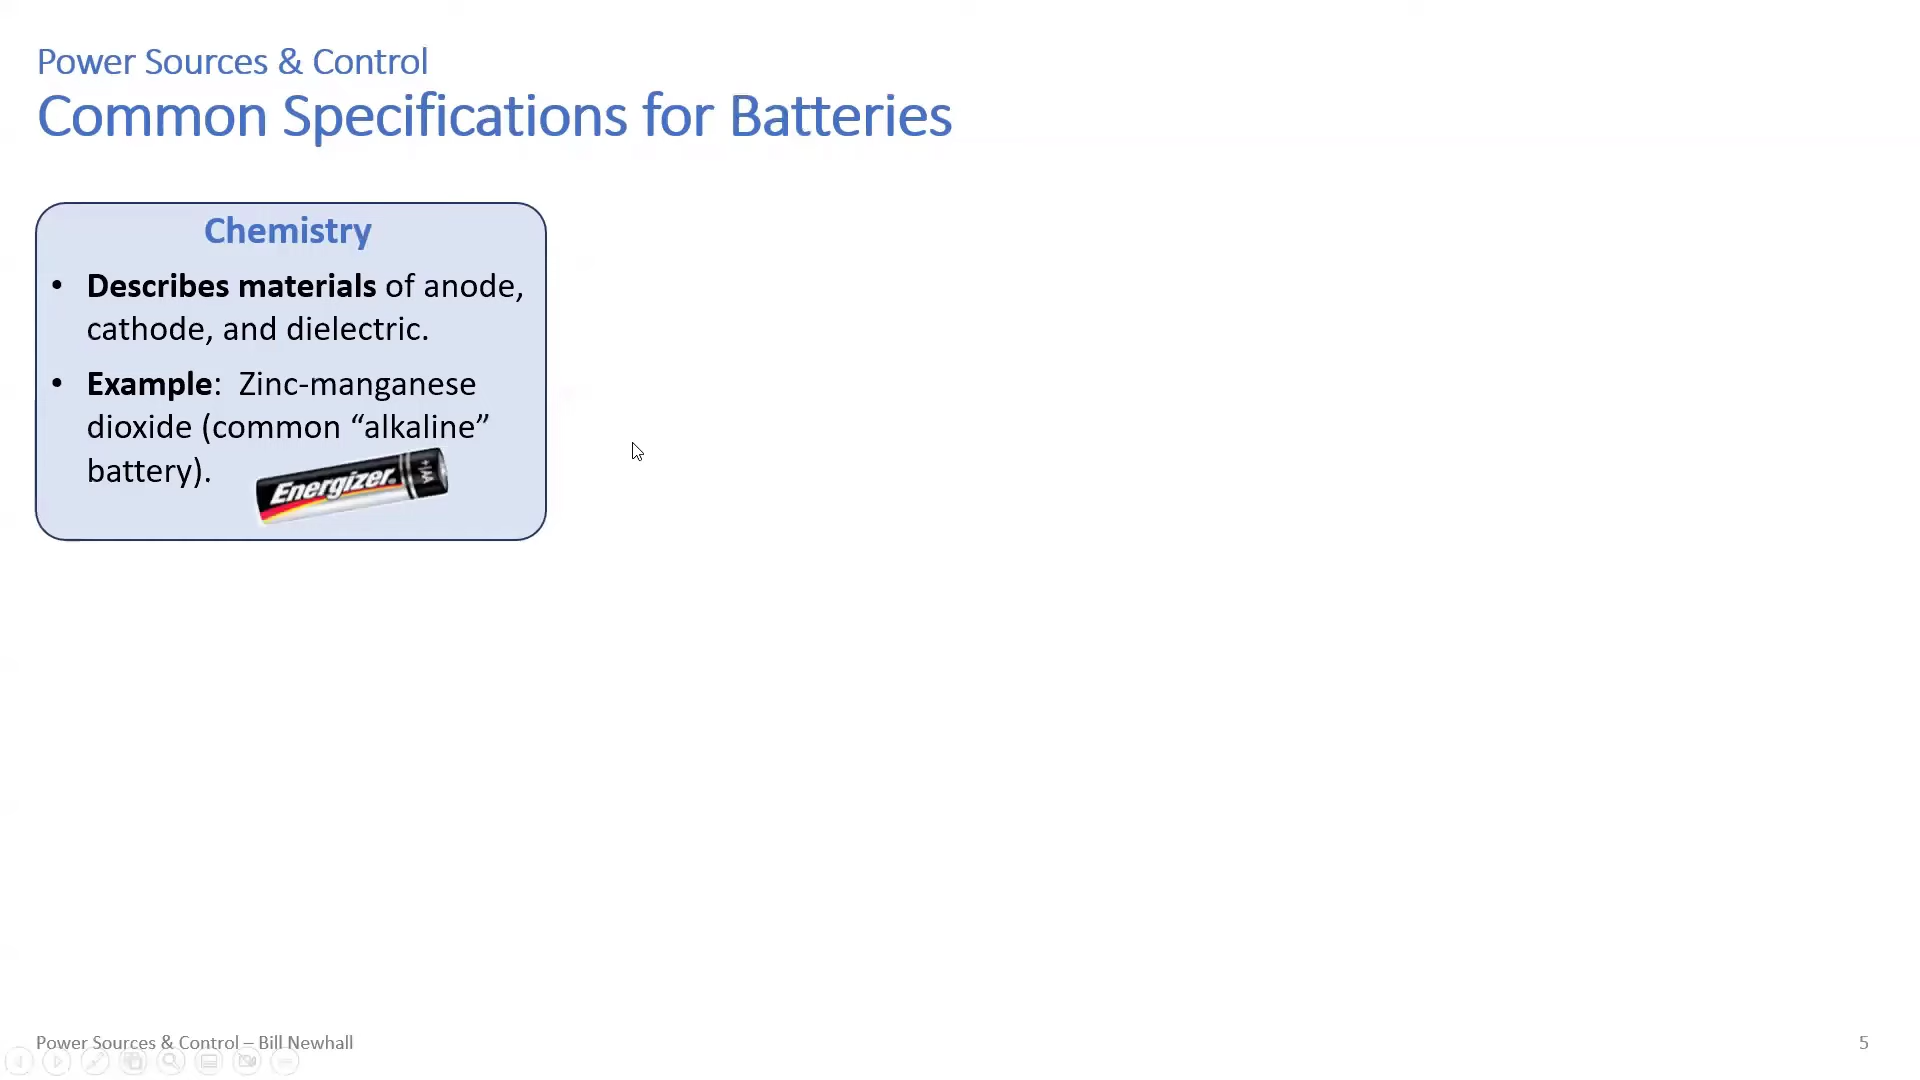 Power Sources & Control
Common Specifications for Batteries
Chemistry
• Describes materials of anode,
cathode, and dielectric.
• Example:  Zinc-manganese
dioxide (common “alkaline”
battery).
Energizer.
+|AA
Power Sources & Control – Bill Newhall
5